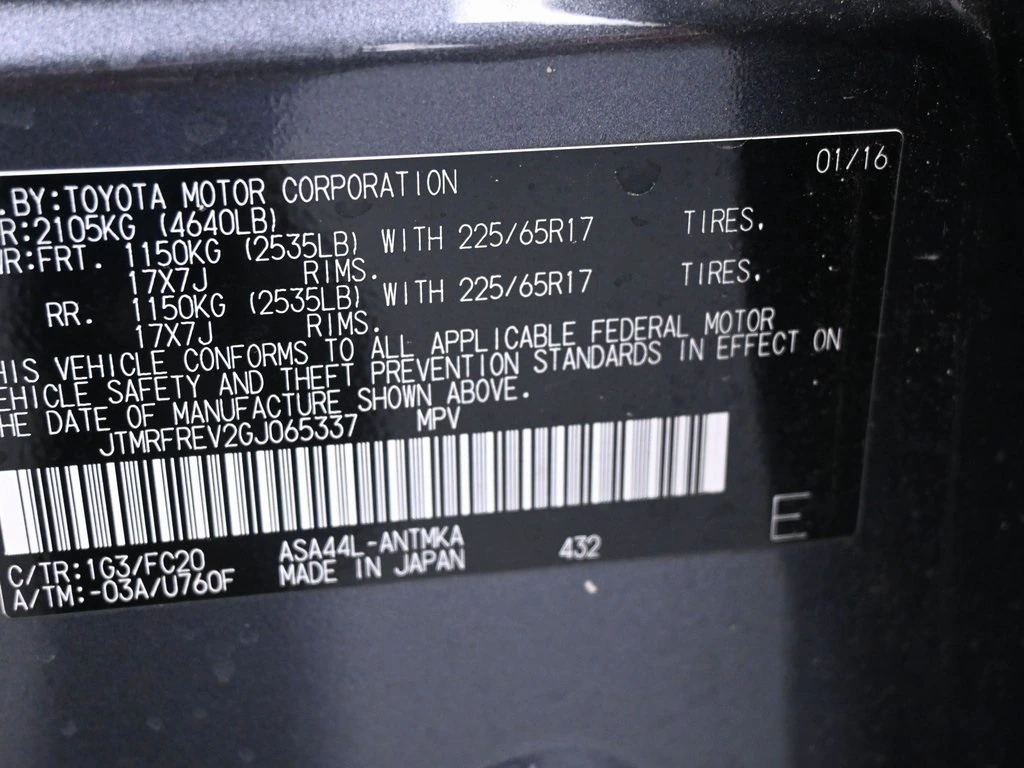 .BY:TOYOTA MOTOR CORPORATION 01/16
R:2105KG (4640LB)
WR:FRT. 1150KG (2535LB) WITH 225/65R17 TIRES.
17X7J RIMS.
RR. 1150KG (2535LB) WITH 225/65R17 TIRES.
17X7J RIMS.
HIS VEHICLE CONFORMS TO ALL APPLICABLE FEDERAL MOTOR
EHICLE SAFETY AND THEFT PREVENTION STANDARDS IN EFFECT ON
HE DATE OF MANUFACTURE SHOWN ABOVE.
JTMRFREV2GJ065337 MPV
C/TR:1G3/FC20 ASA44L-ANTMKA 432 E
A/TM:-03A/U760F MADE IN JAPAN